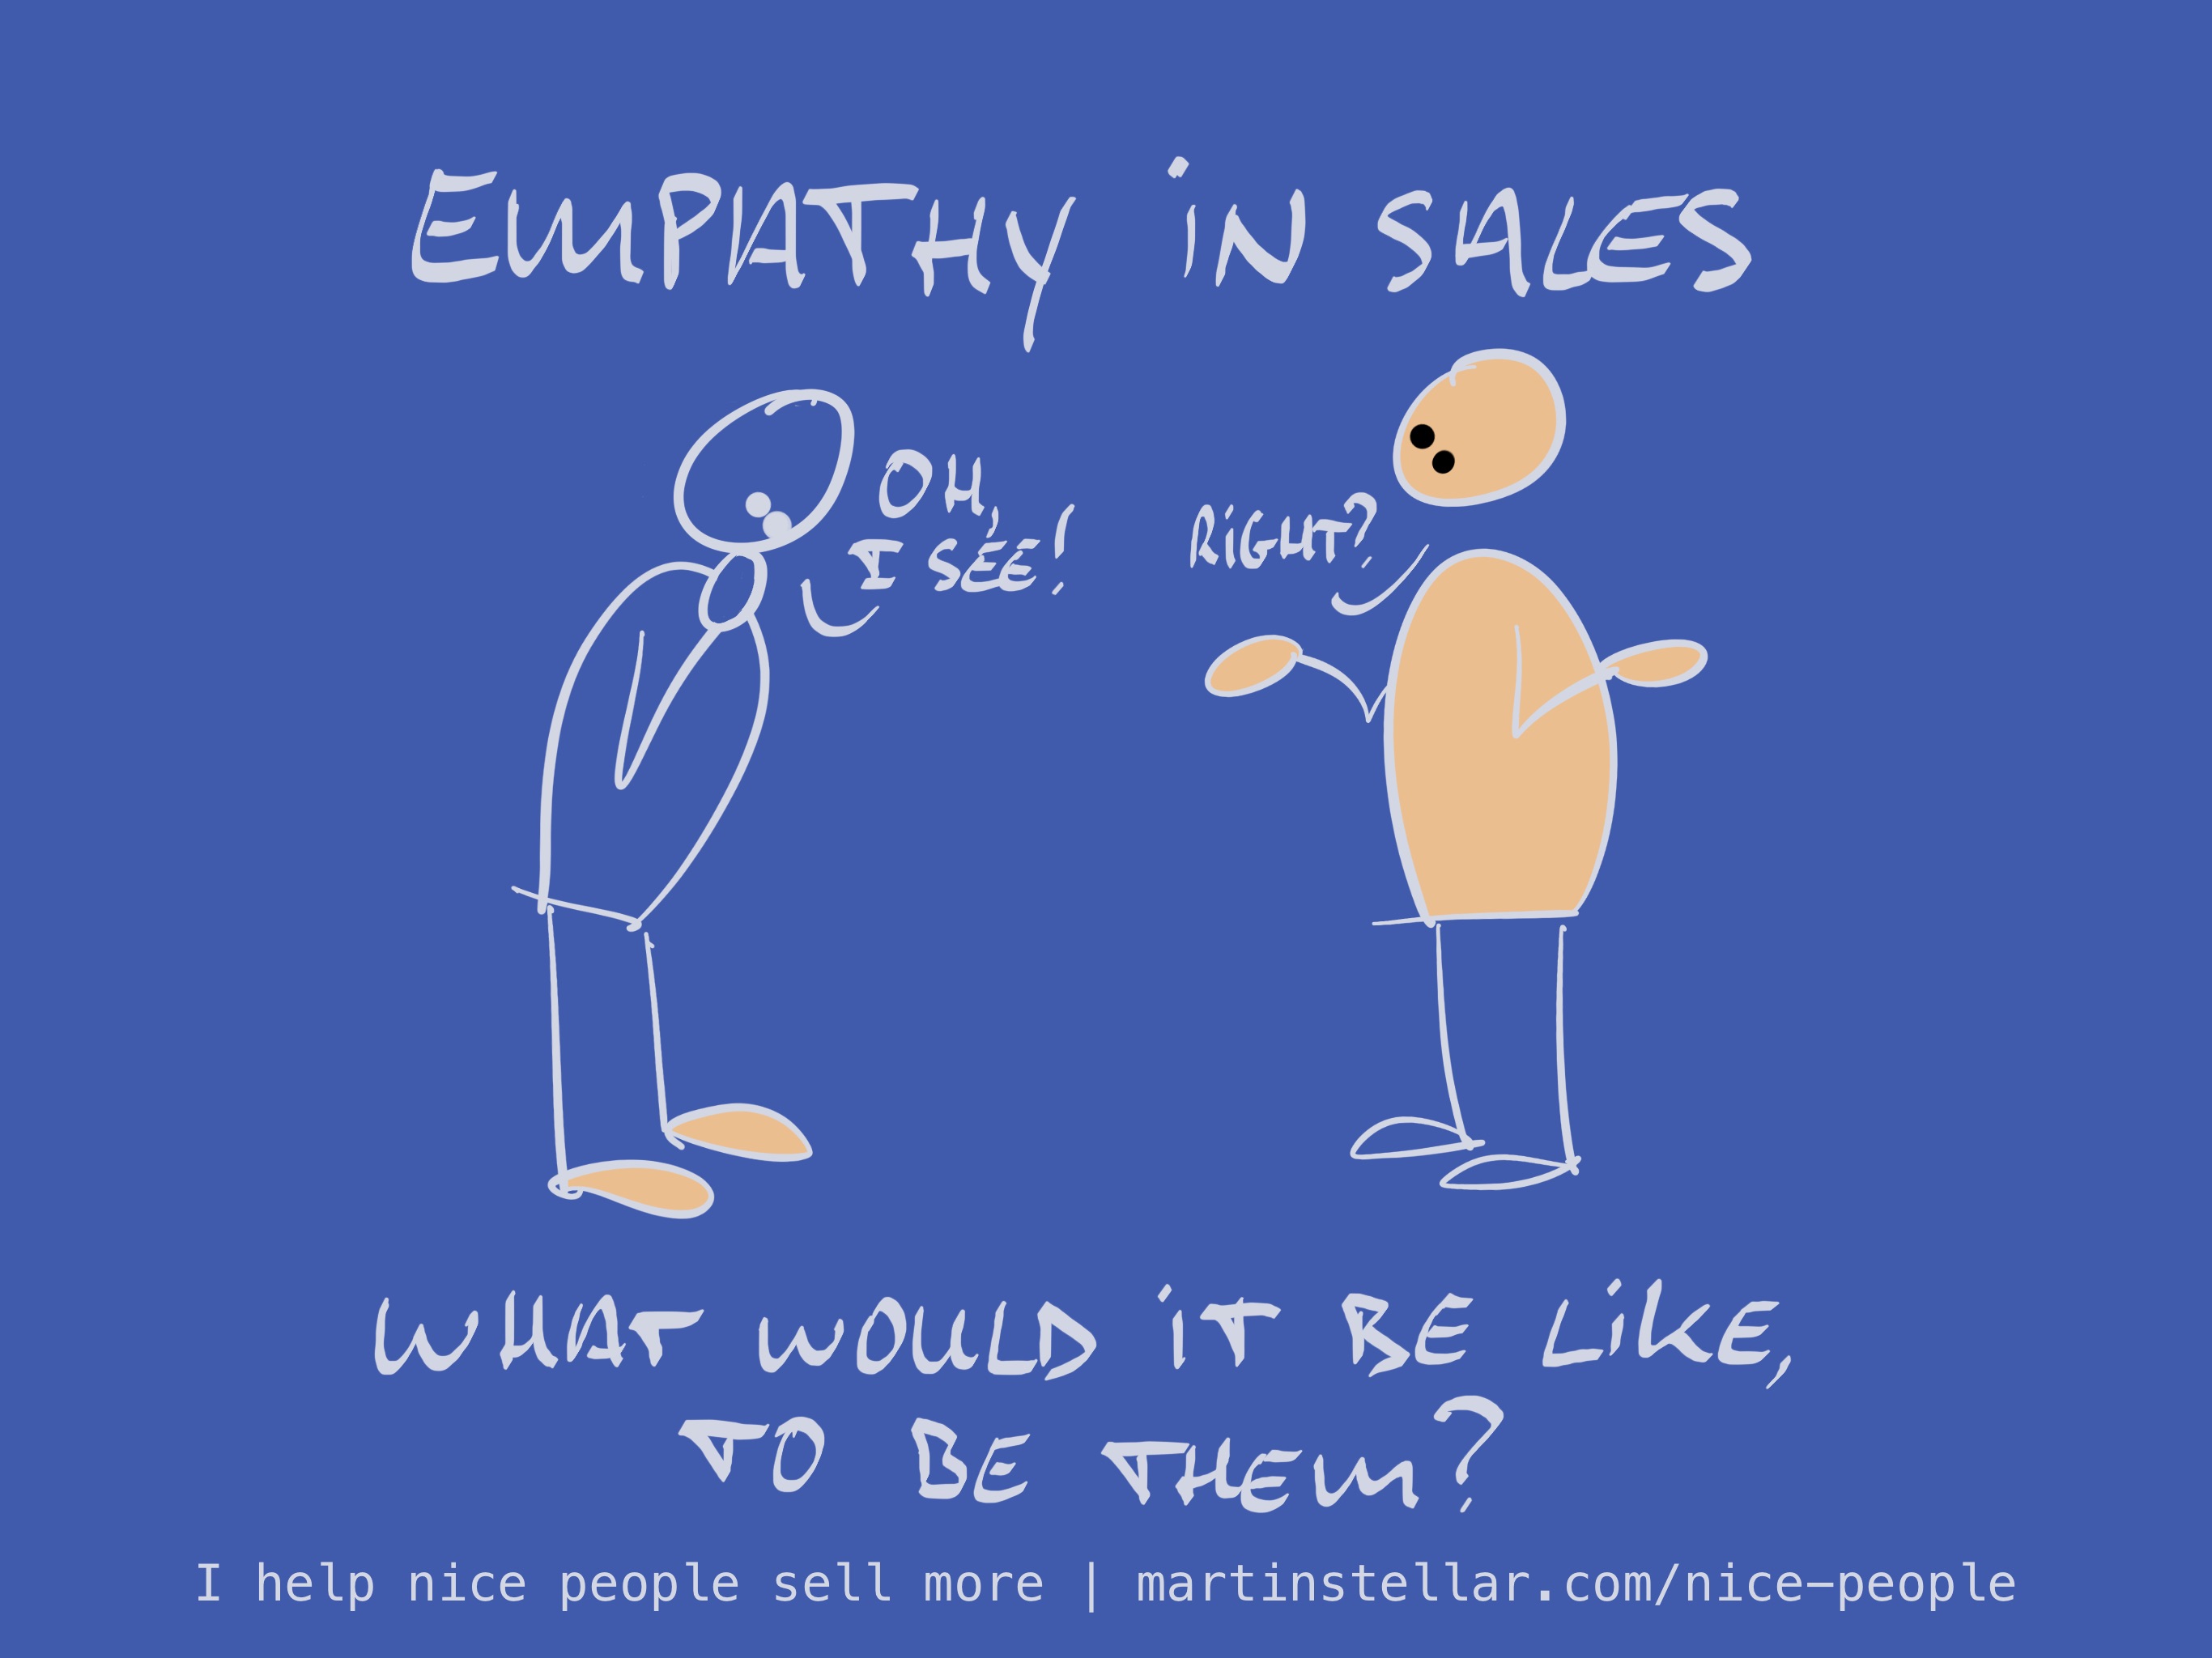 EMPATHY iN SALES
OH,
I SEE!
RiGHT?
WHAT WOULD iT BE LiKE,
TO BE THEM?
I help nice people sell more | martinstellar.com/nice-people